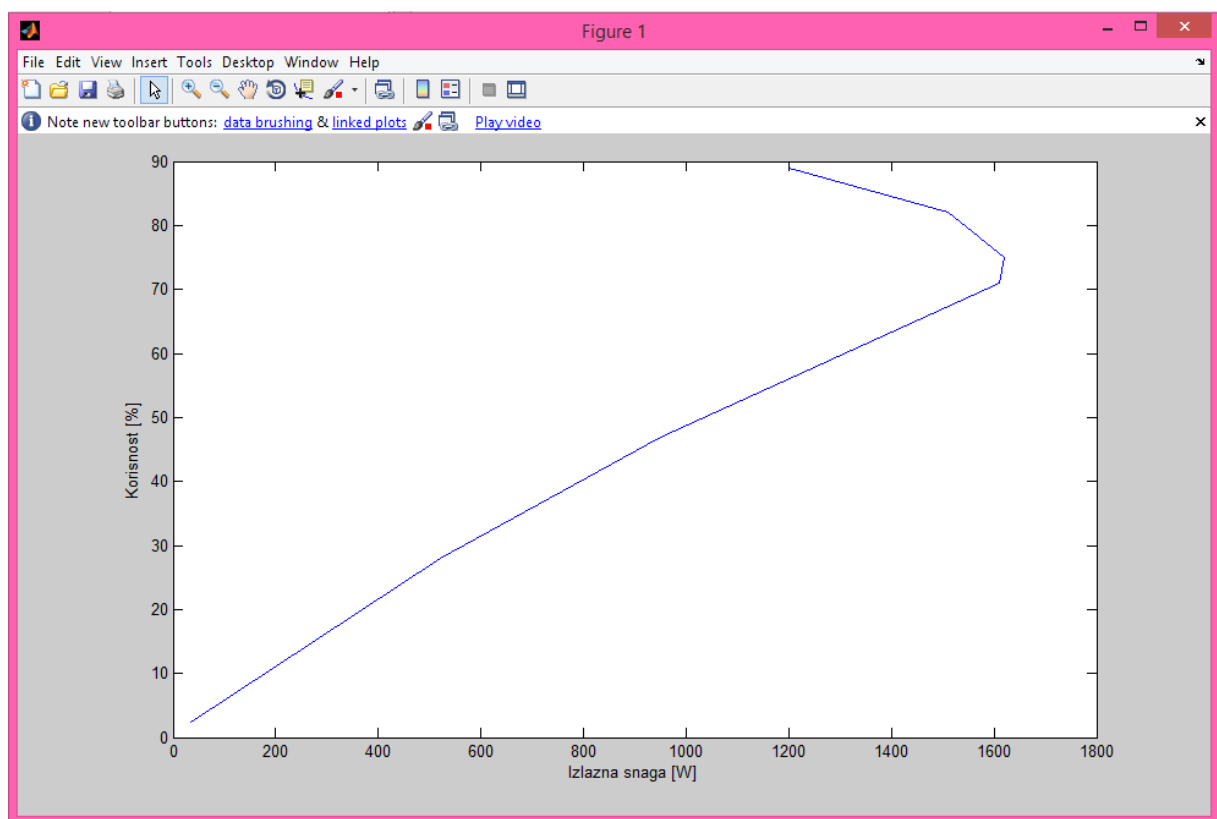 Figure 1
File Edit View Insert Tools Desktop Window Help
Note new toolbar buttons: data brushing & linked plots Play video
90
80
70
60
50
40
30
20
10
0
Korisnost [%]
0 200 400 600 800 1000 1200 1400 1600 1800
Izlazna snaga [W]